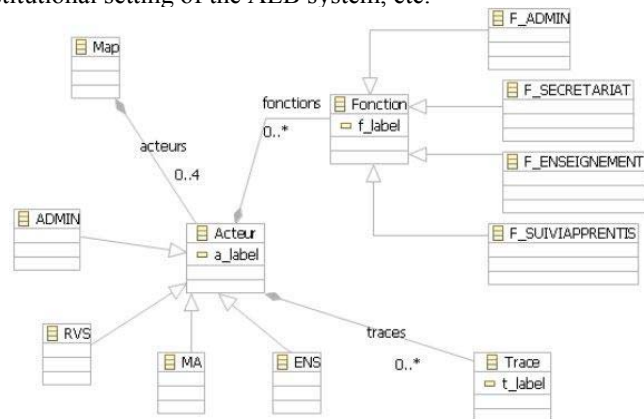 stitutional setting of the AED system, etc.
Map
F_ADMIN
fonctions
Fonction
f_label
0..*
F_SECRETARIAT
acteurs
0..4
F_ENSEIGNEMENT
F_SUIVIAPPRENTIS
ADMIN
Acteur
a_label
RVS
MA
ENS
traces
0..*
Trace
t_label